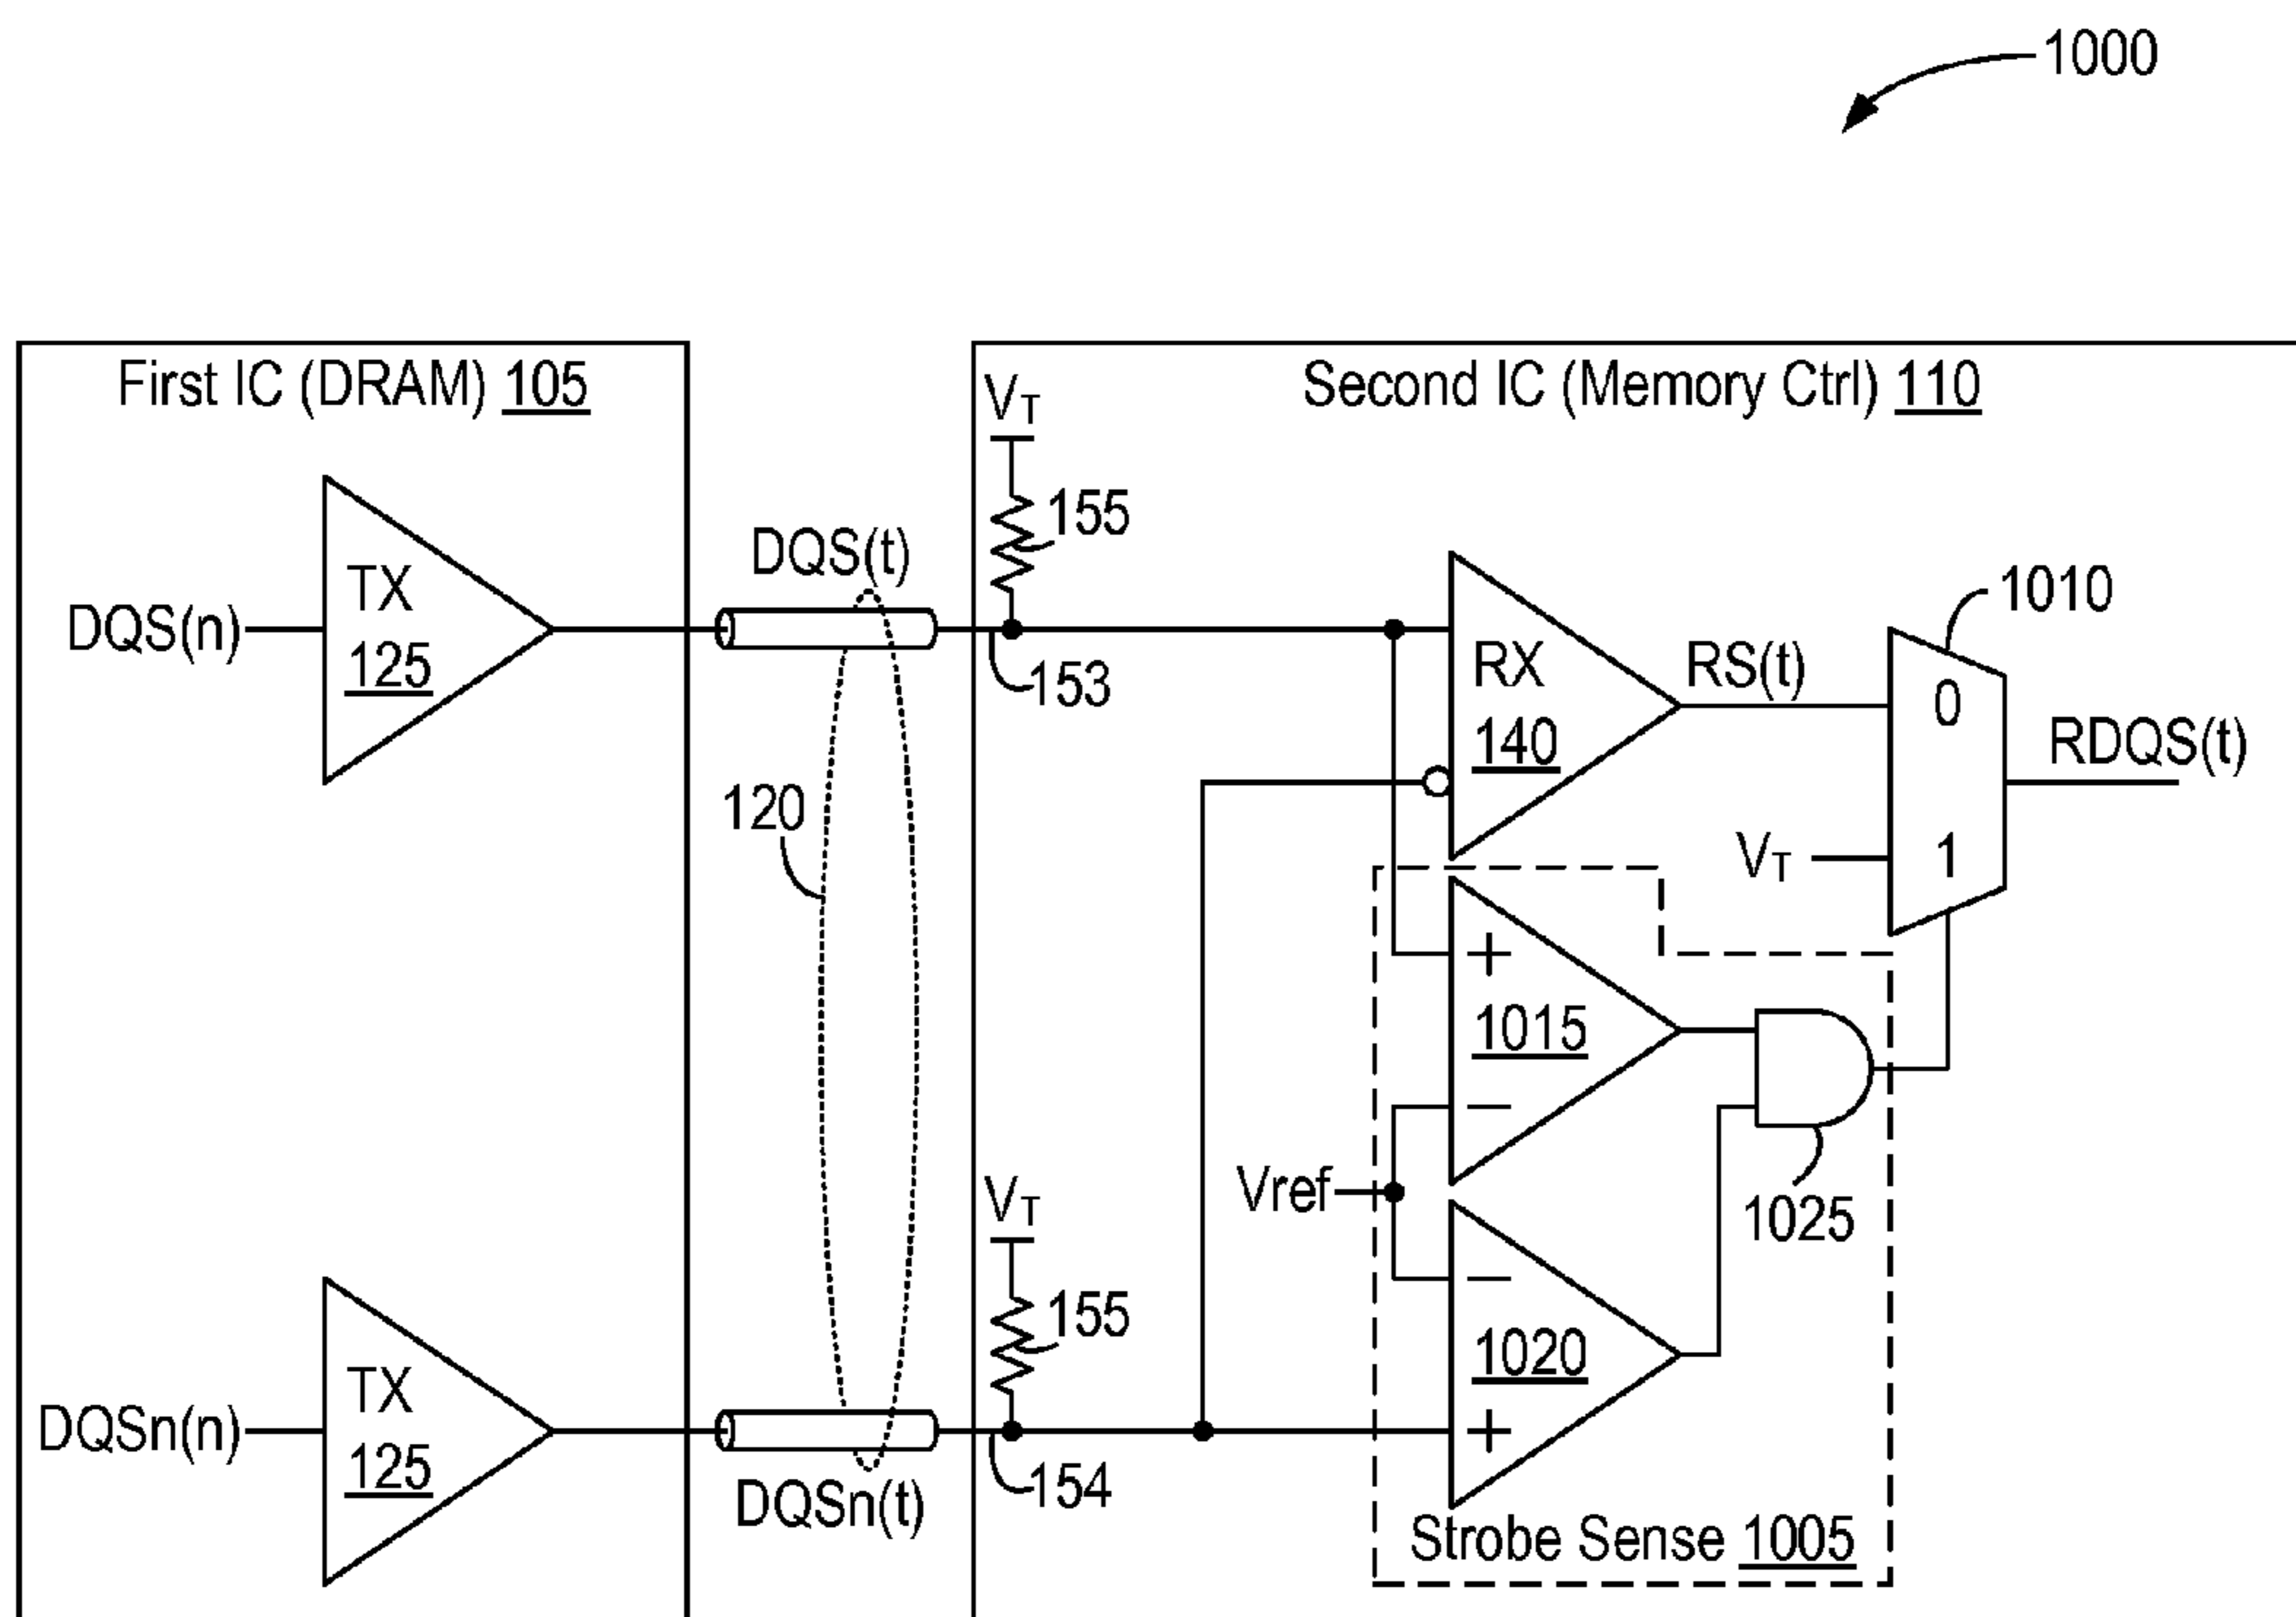 1000
First IC (DRAM) 105
Second IC (Memory Ctrl) 110
VT
155
DQS(t)
TX
125
DQS(n)
153
RX
140
RS(t)
1010
0
RDQS(t)
VT
1
120
+
1015
−
Vref
1025
VT
155
−
1020
+
TX
125
DQSn(n)
154
DQSn(t)
Strobe Sense 1005